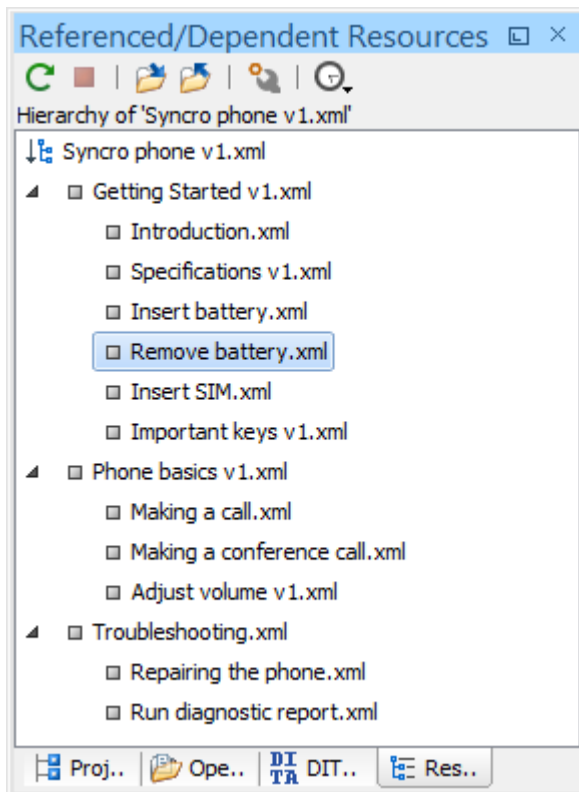 Referenced/Dependent Resources
Hierarchy of 'Syncro phone v1.xml'
Syncro phone v1.xml
Getting Started v1.xml
Introduction.xml
Specifications v1.xml
Insert battery.xml
Remove battery.xml
Insert SIM.xml
Important keys v1.xml
Phone basics v1.xml
Making a call.xml
Making a conference call.xml
Adjust volume v1.xml
Troubleshooting.xml
Repairing the phone.xml
Run diagnostic report.xml
Proj.. Ope.. DITA DIT.. Res..